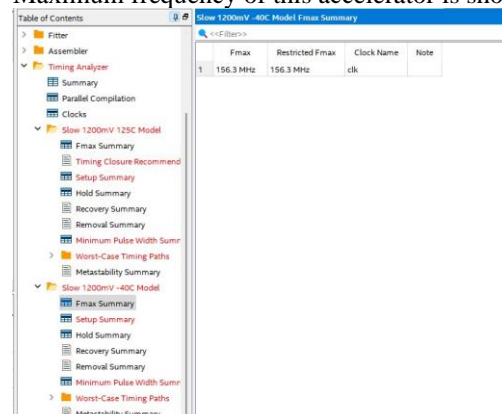 Maximum frequency of this accelerator is sho
Table of Contents
Slow 1200mV -40C Model Fmax Summary
<<Filter>>
Fmax Restricted Fmax Clock Name Note
1 156.3 MHz 156.3 MHz clk
Fitter
Assembler
Timing Analyzer
Summary
Parallel Compilation
Clocks
Slow 1200mV 125C Model
Fmax Summary
Timing Closure Recommend
Setup Summary
Hold Summary
Recovery Summary
Removal Summary
Minimum Pulse Width Summ
Worst-Case Timing Paths
Metastability Summary
Slow 1200mV -40C Model
Fmax Summary
Setup Summary
Hold Summary
Recovery Summary
Removal Summary
Minimum Pulse Width Summ
Worst-Case Timing Paths
Metastability Summary